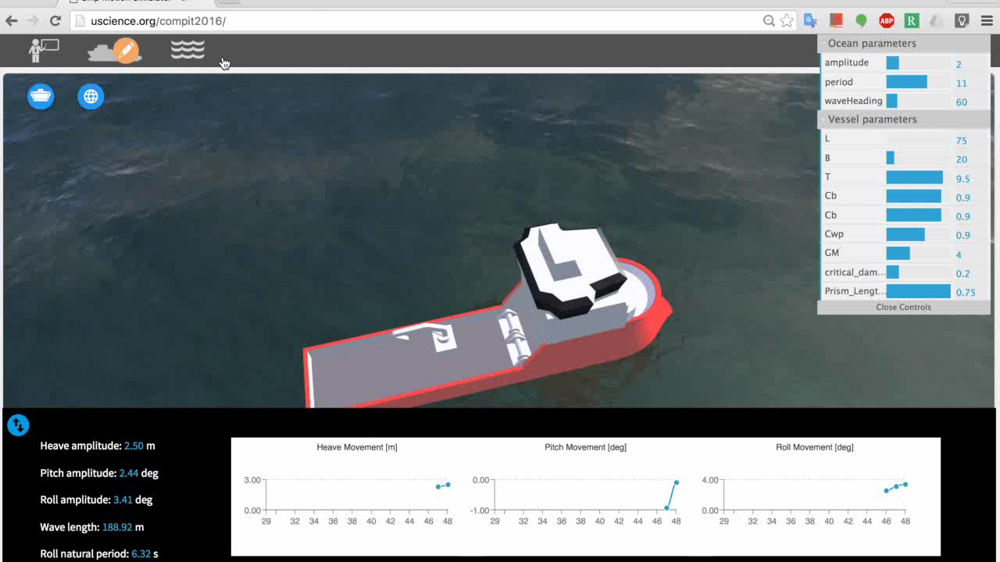 Ship Motion Simulator
uscience.org/compit2016/
ABP
R
Ocean parameters
amplitude 2
period 11
waveHeading 60
Vessel parameters
L 75
B 20
T 9.5
Cb 0.9
Cb 0.9
Cwp 0.9
GM 4
critical_dam... 0.2
Prism_Lengt... 0.75
Close Controls
Heave amplitude: 2.50 m
Pitch amplitude: 2.44 deg
Roll amplitude: 3.41 deg
Wave length: 188.92 m
Roll natural period: 6.32 s
Heave Movement [m]
3.00
0.00
29 32 34 36 38 40 42 44 46 48
Pitch Movement [deg]
0.00
-1.00
29 32 34 36 38 40 42 44 46 48
Roll Movement [deg]
4.00
0.00
29 32 34 36 38 40 42 44 46 48